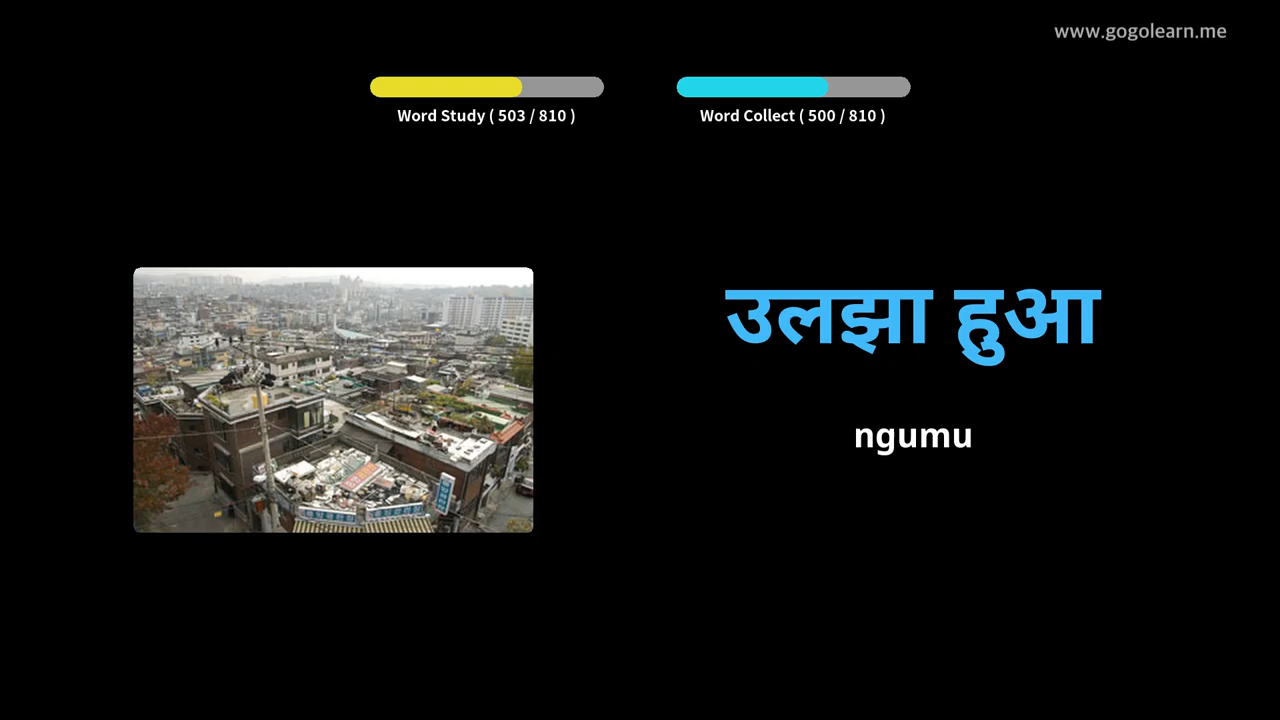 www.gogolearn.me
Word Study ( 503 / 810 )
Word Collect ( 500 / 810 )
उलझा हुआ
ngumu